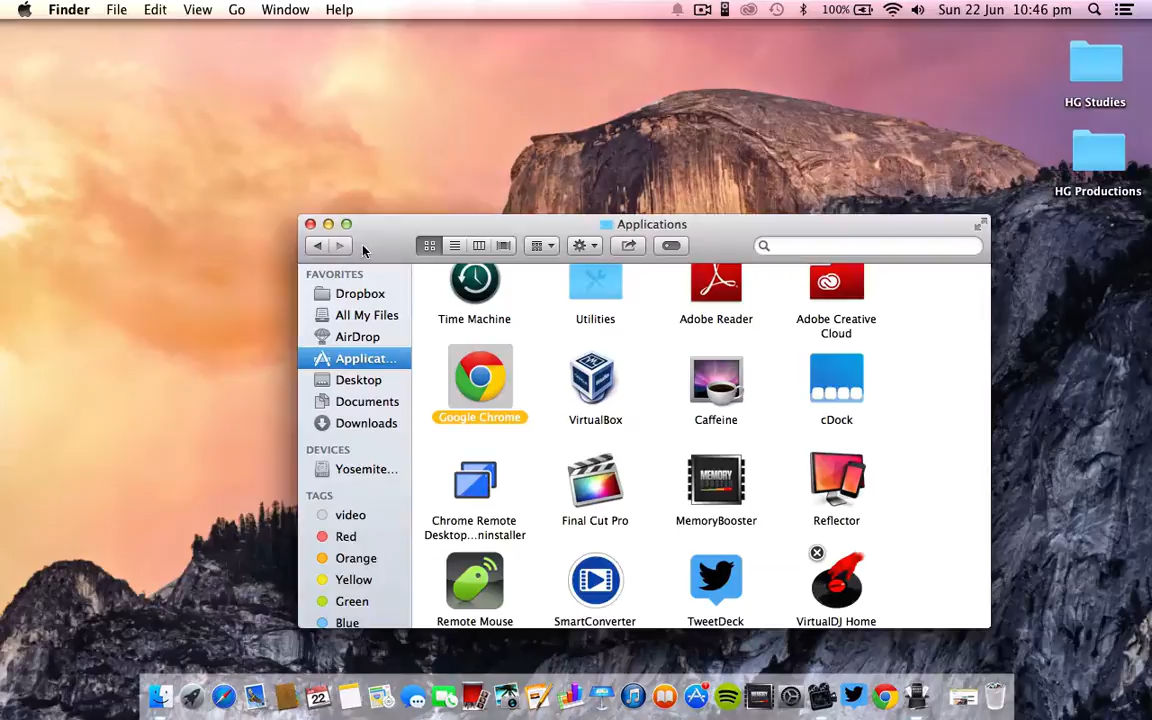 Finder File Edit View Go Window Help 100% Sun 22 Jun 10:46 pm
HG Studies
HG Productions
Applications
FAVORITES
Dropbox
All My Files
AirDrop
Applicat...
Desktop
Documents
Downloads
DEVICES
Yosemite...
TAGS
video
Red
Orange
Yellow
Green
Blue
Time Machine
Utilities
Adobe Reader
Adobe Creative
Cloud
Google Chrome
VirtualBox
Caffeine
cDock
Chrome Remote
Desktop...ninstaller
Final Cut Pro
MEMORY
MemoryBooster
Reflector
Remote Mouse
SmartConverter
TweetDeck
VirtualDJ Home
22